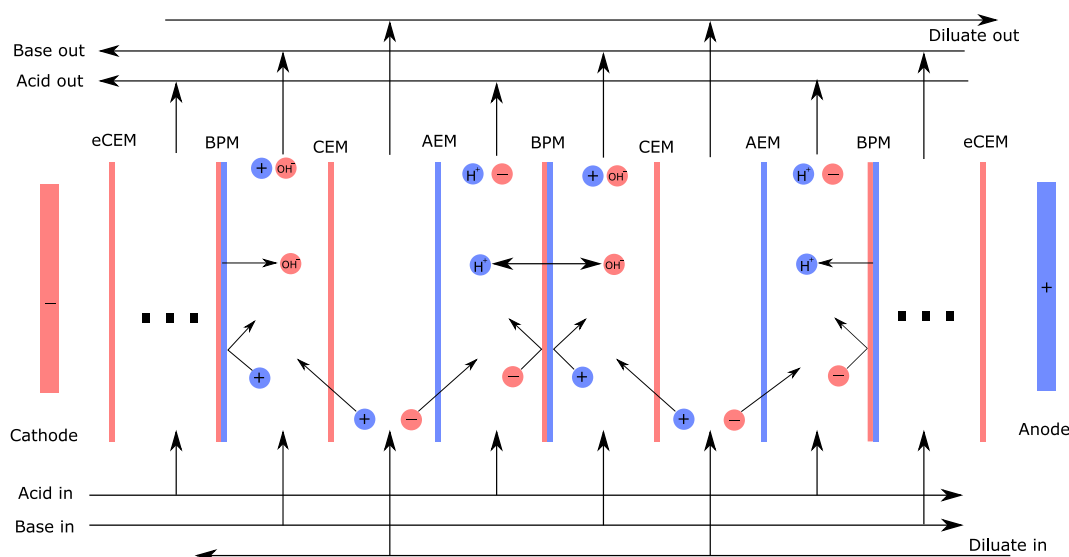 Diluate out
Base out
Acid out
eCEM BPM CEM AEM BPM CEM AEM BPM eCEM
+ OH⁻ H⁺ − + OH⁻ H⁺ −
OH⁻ H⁺ OH⁻ H⁺
− +
+ − + −
+ − + −
Cathode Anode
Acid in
Base in
Diluate in